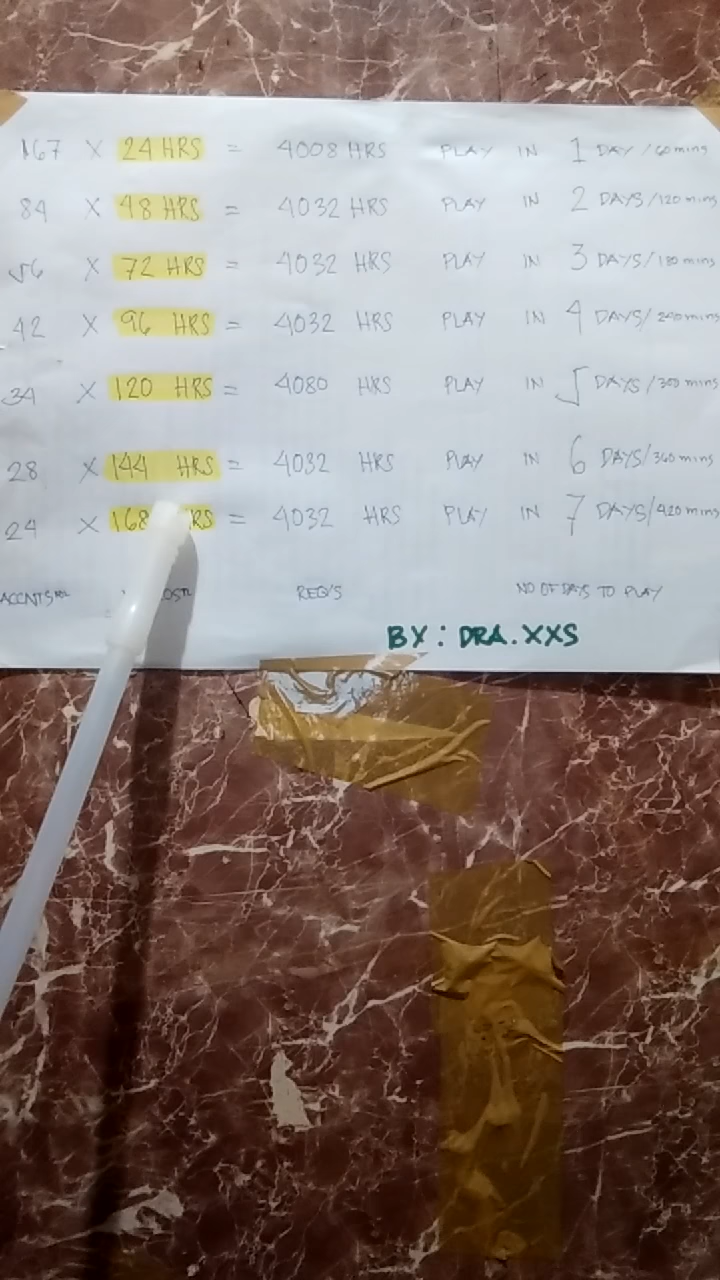 167 X 24 HRS = 4008 HRS PLAY IN 1 DAY / 60 mins
84 X 48 HRS = 4032 HRS PLAY IN 2 DAYS / 120 mins
56 X 72 HRS = 4032 HRS PLAY IN 3 DAYS / 180 mins
42 X 96 HRS = 4032 HRS PLAY IN 4 DAYS / 240 mins
34 X 120 HRS = 4080 HRS PLAY IN 5 DAYS / 300 mins
28 X 144 HRS = 4032 HRS PLAY IN 6 DAYS / 360 mins
24 X 168 RS = 4032 HRS PLAY IN 7 DAYS / 420 mins
REQ'S NO OF DAYS TO PLAY
BY : DRA.XXS